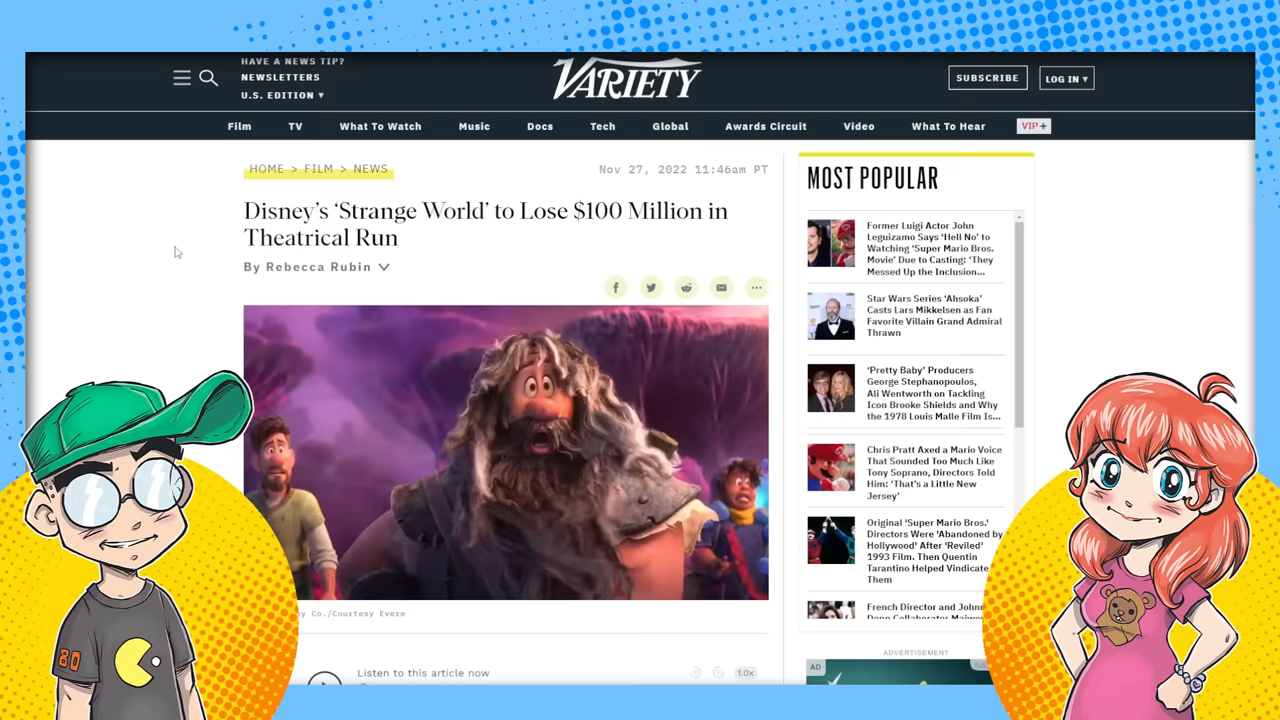 HAVE A NEWS TIP?
NEWSLETTERS
U.S. EDITION ▾
VARIETY
SUBSCRIBE
LOG IN ▾
Film TV What To Watch Music Docs Tech Global Awards Circuit Video What To Hear VIP+
HOME > FILM > NEWS
Nov 27, 2022 11:46am PT
Disney's 'Strange World' to Lose $100 Million in
Theatrical Run
By Rebecca Rubin
Co./Courtesy Evere
Listen to this article now
1.0x
MOST POPULAR
Former Luigi Actor John
Leguizamo Says 'Hell No' to
Watching 'Super Mario Bros.
Movie' Due to Casting: 'They
Messed Up the Inclusion...
Star Wars Series 'Ahsoka'
Casts Lars Mikkelsen as Fan
Favorite Villain Grand Admiral
Thrawn
'Pretty Baby' Producers
George Stephanopoulos,
Ali Wentworth on Tackling
Icon Brooke Shields and Why
the 1978 Louis Malle Film Is...
Chris Pratt Axed a Mario Voice
That Sounded Too Much Like
Tony Soprano, Directors Told
Him: 'That's a Little New
Jersey'
Original 'Super Mario Bros.'
Directors Were 'Abandoned by
Hollywood' After 'Reviled'
1993 Film. Then Quentin
Tarantino Helped Vindicate
Them
French Director and
ADVERTISEMENT
AD
80